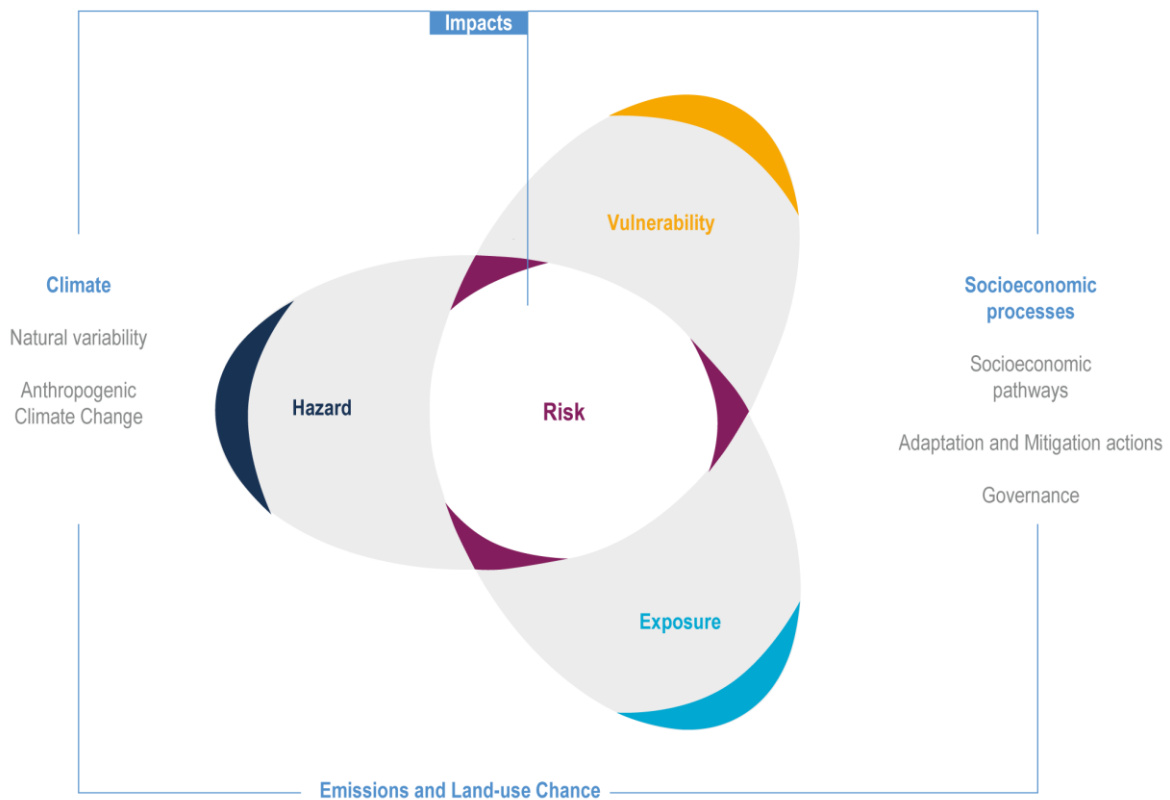 Impacts
Vulnerability
Climate
Natural variability
Anthropogenic
Climate Change
Hazard
Risk
Socioeconomic
processes
Socioeconomic
pathways
Adaptation and Mitigation actions
Governance
Exposure
Emissions and Land-use Chance